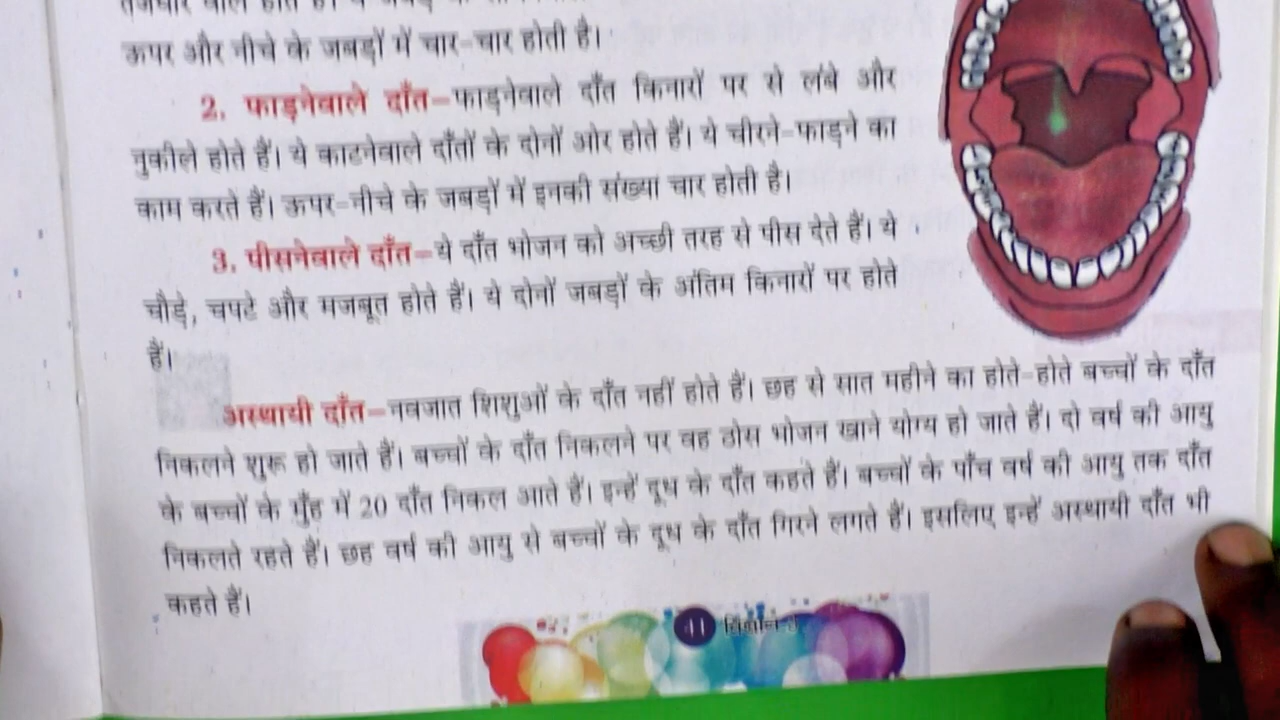 ऊपर और नीचे के जबड़ों में चार-चार होती है।
2. फाड़नेवाले दाँत–फाड़नेवाले दाँत किनारों पर से लंबे और
नुकीले होते हैं। ये काटनेवाले दाँतों के दोनों ओर होते हैं। ये चीरने-फाड़ने का
काम करते हैं। ऊपर-नीचे के जबड़ों में इनकी संख्या चार होती है।
3. पीसनेवाले दाँत–ये दाँत भोजन को अच्छी तरह से पीस देते हैं। ये
चौड़े, चपटे और मजबूत होते हैं। ये दोनों जबड़ों के अंतिम किनारों पर होते
हैं।
अस्थायी दाँत–नवजात शिशुओं के दाँत नहीं होते हैं। छह से सात महीने का होते-होते बच्चों के दाँत
निकलने शुरू हो जाते हैं। बच्चों के दाँत निकलने पर वह ठोस भोजन खाने योग्य हो जाते हैं। दो वर्ष की आयु
के बच्चों के मुँह में 20 दाँत निकल आते हैं। इन्हें दूध के दाँत कहते हैं। बच्चों के पाँच वर्ष की आयु तक दाँत
निकलते रहते हैं। छह वर्ष की आयु से बच्चों के दूध के दाँत गिरने लगते हैं। इसलिए इन्हें अस्थायी दाँत भी
कहते हैं।
41 विज्ञान-3